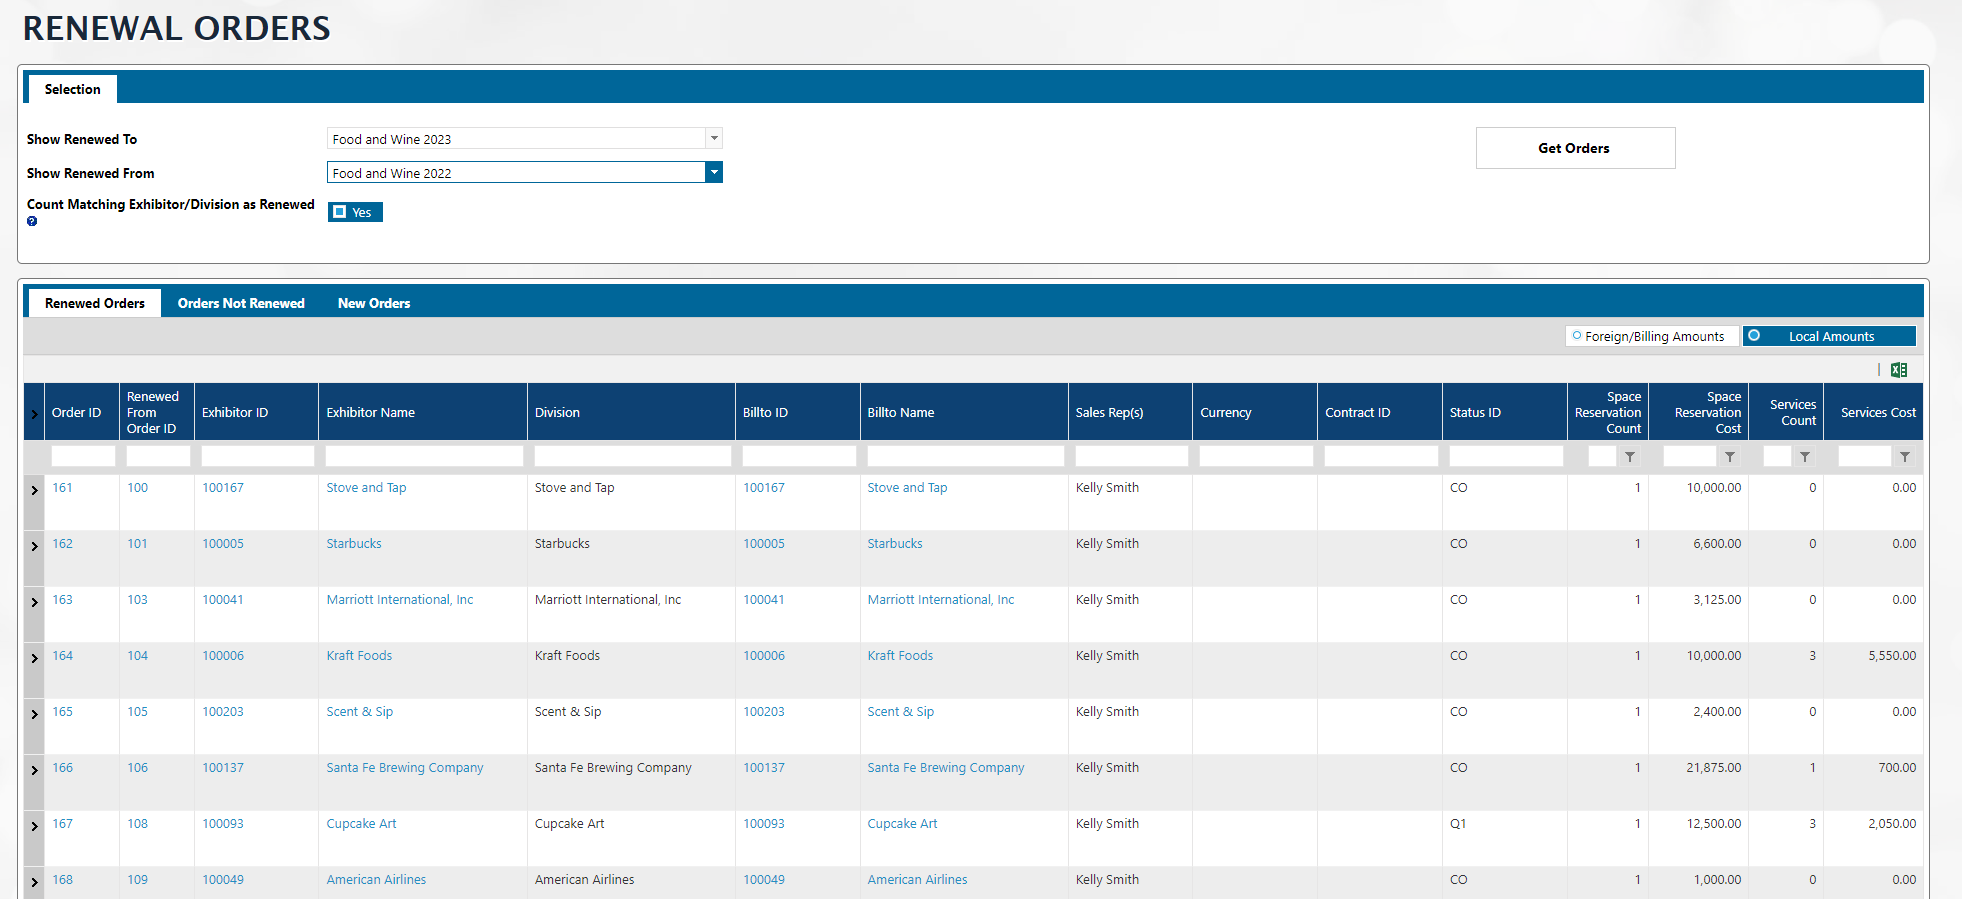 RENEWAL ORDERS
Selection
Show Renewed To Food and Wine 2023
Get Orders
Show Renewed From Food and Wine 2022
Count Matching Exhibitor/Division as Renewed Yes
?
Renewed Orders Orders Not Renewed New Orders
Foreign/Billing Amounts Local Amounts
Order ID Renewed From Order ID Exhibitor ID Exhibitor Name Division Billto ID Billto Name Sales Rep(s) Currency Contract ID Status ID Space Reservation Count Space Reservation Cost Services Count Services Cost
161 100 100167 Stove and Tap Stove and Tap 100167 Stove and Tap Kelly Smith CO 1 10,000.00 0 0.00
162 101 100005 Starbucks Starbucks 100005 Starbucks Kelly Smith CO 1 6,600.00 0 0.00
163 103 100041 Marriott International, Inc Marriott International, Inc 100041 Marriott International, Inc Kelly Smith CO 1 3,125.00 0 0.00
164 104 100006 Kraft Foods Kraft Foods 100006 Kraft Foods Kelly Smith CO 1 10,000.00 3 5,550.00
165 105 100203 Scent & Sip Scent & Sip 100203 Scent & Sip Kelly Smith CO 1 2,400.00 0 0.00
166 106 100137 Santa Fe Brewing Company Santa Fe Brewing Company 100137 Santa Fe Brewing Company Kelly Smith CO 1 21,875.00 1 700.00
167 108 100093 Cupcake Art Cupcake Art 100093 Cupcake Art Kelly Smith Q1 1 12,500.00 3 2,050.00
168 109 100049 American Airlines American Airlines 100049 American Airlines Kelly Smith CO 1 1,000.00 0 0.00